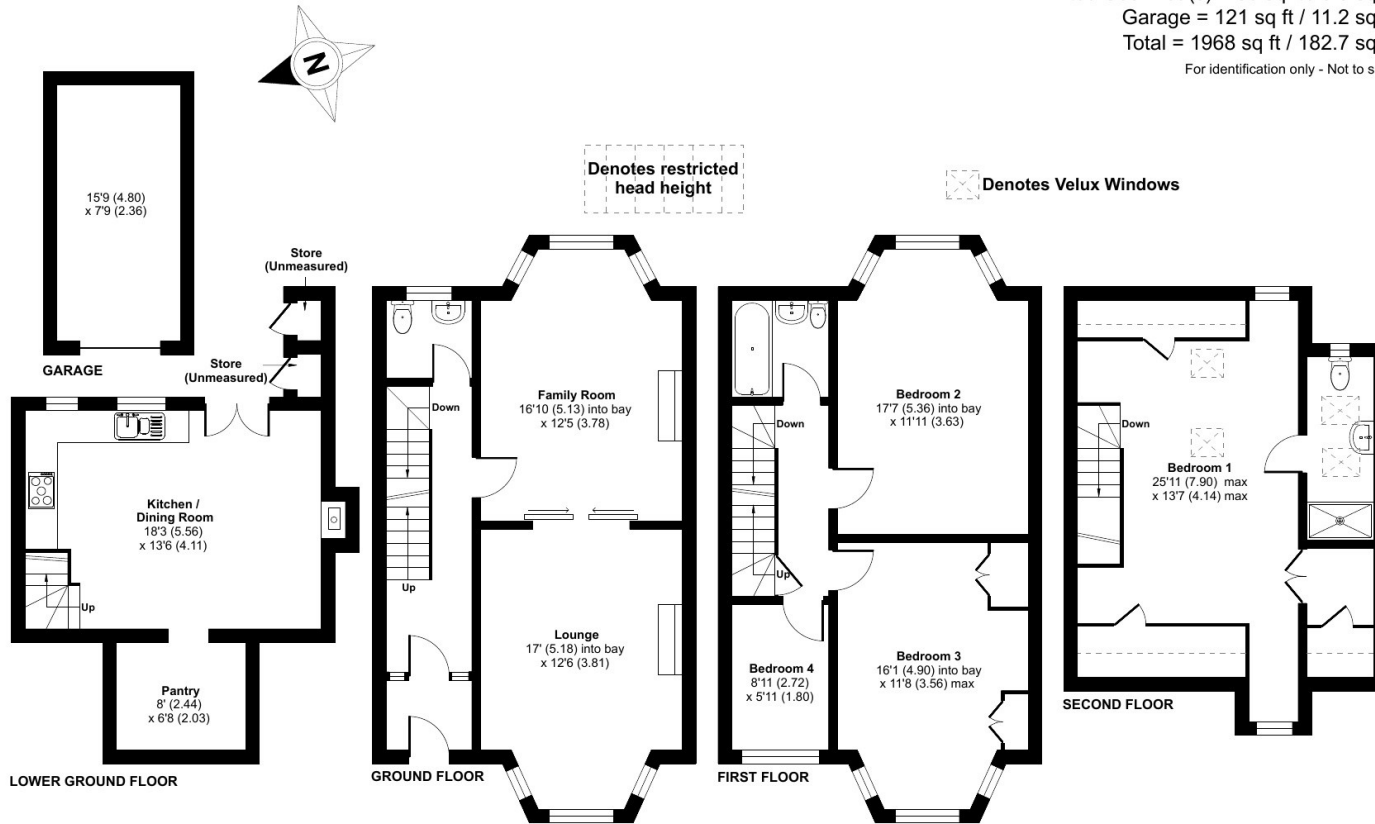 Garage = 121 sq ft / 11.2 sq
Total = 1968 sq ft / 182.7 sq
For identification only - Not to s
N
Denotes restricted
head height
Denotes Velux Windows
15'9 (4.80)
x 7'9 (2.36)
GARAGE
Store
(Unmeasured)
Store
(Unmeasured)
Kitchen /
Dining Room
18'3 (5.56)
x 13'6 (4.11)
Up
Pantry
8' (2.44)
x 6'8 (2.03)
LOWER GROUND FLOOR
Down
Family Room
16'10 (5.13) into bay
x 12'5 (3.78)
Up
Lounge
17' (5.18) into bay
x 12'6 (3.81)
GROUND FLOOR
Down
Bedroom 2
17'7 (5.36) into bay
x 11'11 (3.63)
Up
Bedroom 4
8'11 (2.72)
x 5'11 (1.80)
Bedroom 3
16'1 (4.90) into bay
x 11'8 (3.56) max
FIRST FLOOR
Down
Bedroom 1
25'11 (7.90) max
x 13'7 (4.14) max
SECOND FLOOR